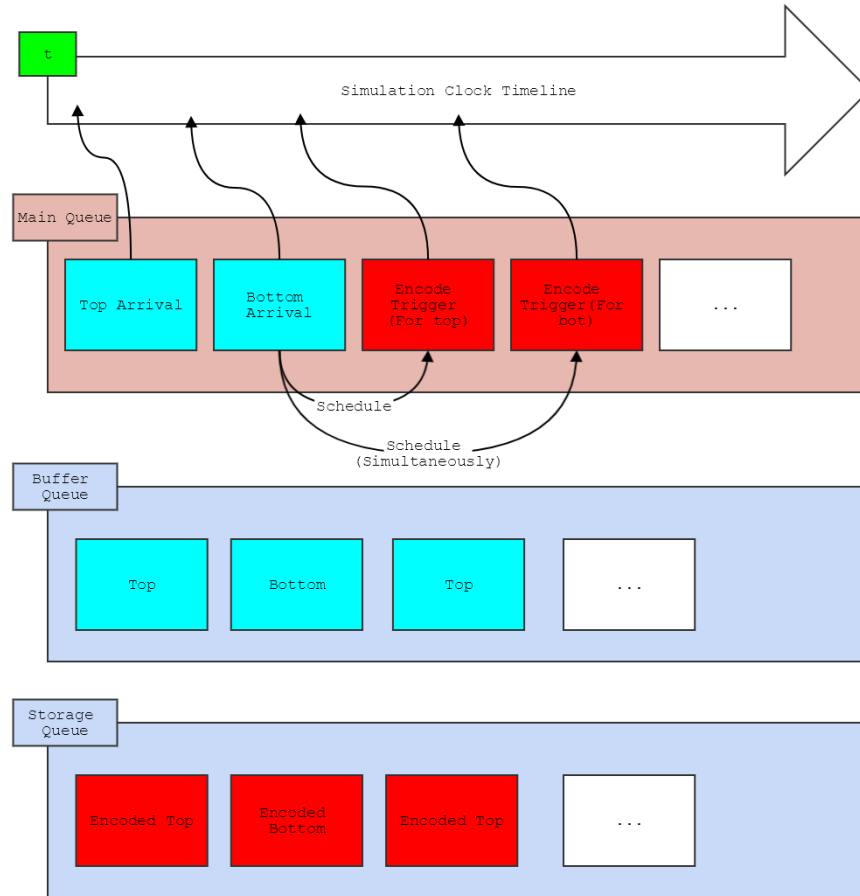 t
Simulation Clock Timeline
Main Queue
Top Arrival
Bottom
Arrival
Encode
Trigger
(For top)
Encode
Trigger(For
bot)
...
Schedule
Schedule
(Simultaneously)
Buffer
Queue
Top
Bottom
Top
...
Storage
Queue
Encoded Top
Encoded
Bottom
Encoded Top
...